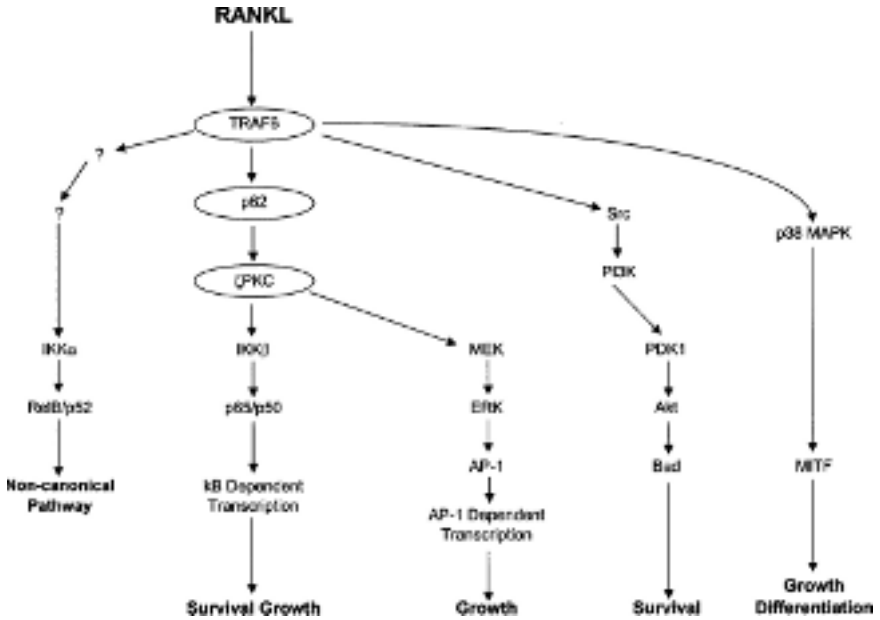 RANKL
TRAF6
?
p62
?
Src
p38 MAPK
ζPKC
PI3K
IKKα
IKKβ
MEK
PDK1
RelB/p52
p65/p50
ERK
Akt
AP-1
Bad
MITF
Non-canonical
Pathway
kB Dependent
Transcription
AP-1 Dependent
Transcription
Survival Growth
Growth
Survival
Growth
Differentiation